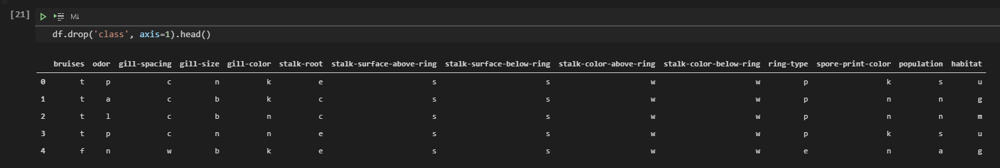 [21] M↓
df.drop('class', axis=1).head()
bruises odor gill-spacing gill-size gill-color stalk-root stalk-surface-above-ring stalk-surface-below-ring stalk-color-above-ring stalk-color-below-ring ring-type spore-print-color population habitat
0 t p c n k e s s w w p k s u
1 t a c b k c s s w w p n n g
2 t l c b n c s s w w p n n m
3 t p c n n e s s w w p k s u
4 f n w b k e s s w w e n a g